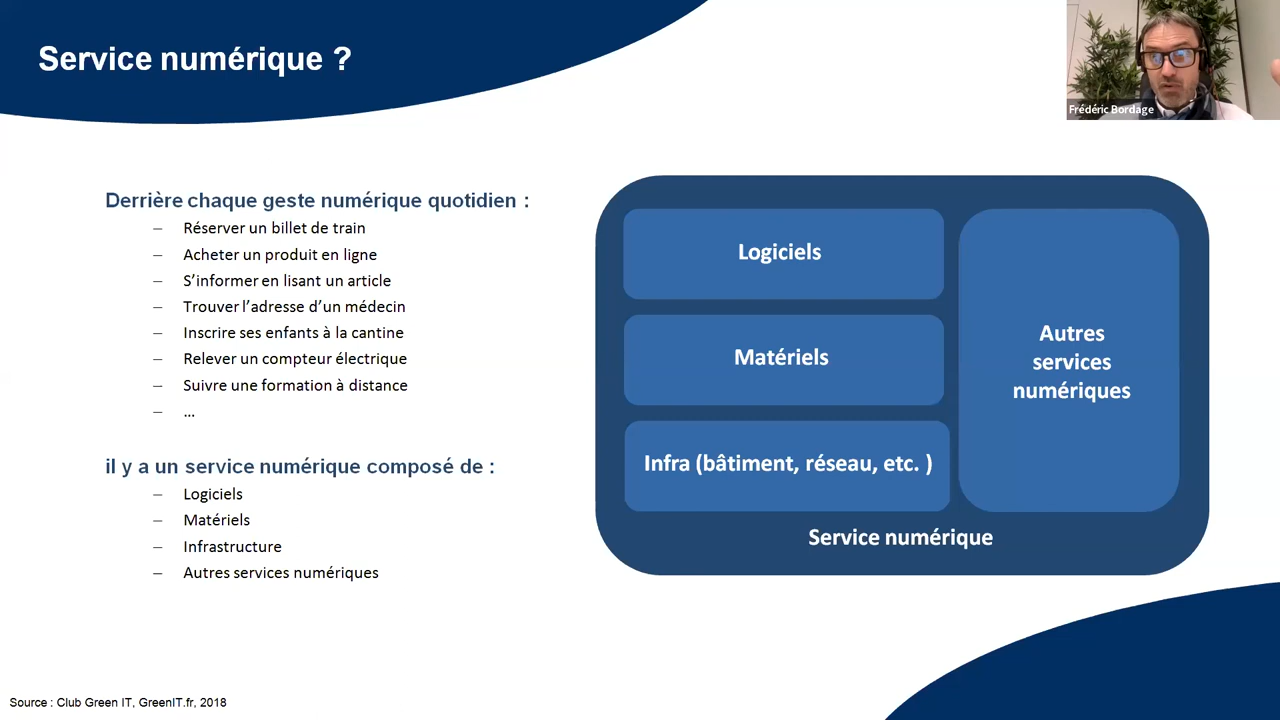 Service numérique ?
Frédéric Bordage
Derrière chaque geste numérique quotidien :
– Réserver un billet de train
– Acheter un produit en ligne
– S’informer en lisant un article
– Trouver l’adresse d’un médecin
– Inscrire ses enfants à la cantine
– Relever un compteur électrique
– Suivre une formation à distance
– ...
il y a un service numérique composé de :
– Logiciels
– Matériels
– Infrastructure
– Autres services numériques
Logiciels
Matériels
Infra (bâtiment, réseau, etc. )
Autres
services
numériques
Service numérique
Source : Club Green IT, GreenIT.fr, 2018